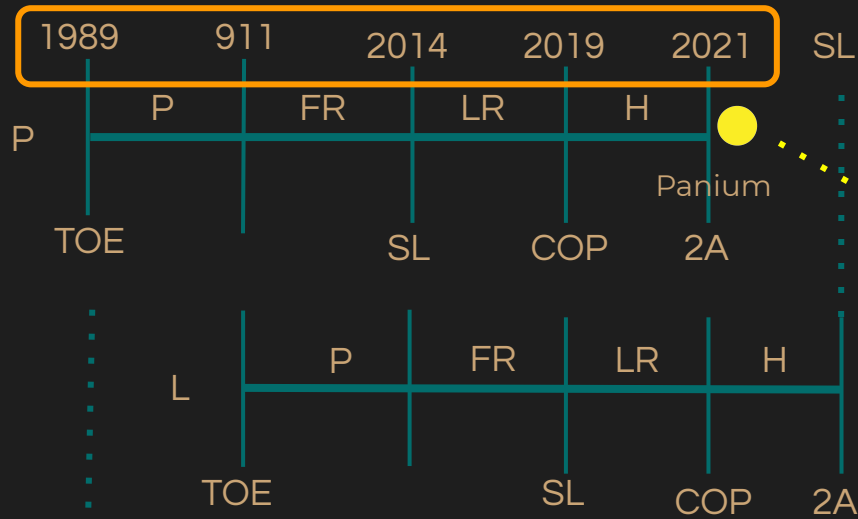 1989 911 2014 2019 2021 SL
P FR LR H
P
Panium
TOE SL COP 2A
P FR LR H
L
TOE SL COP 2A